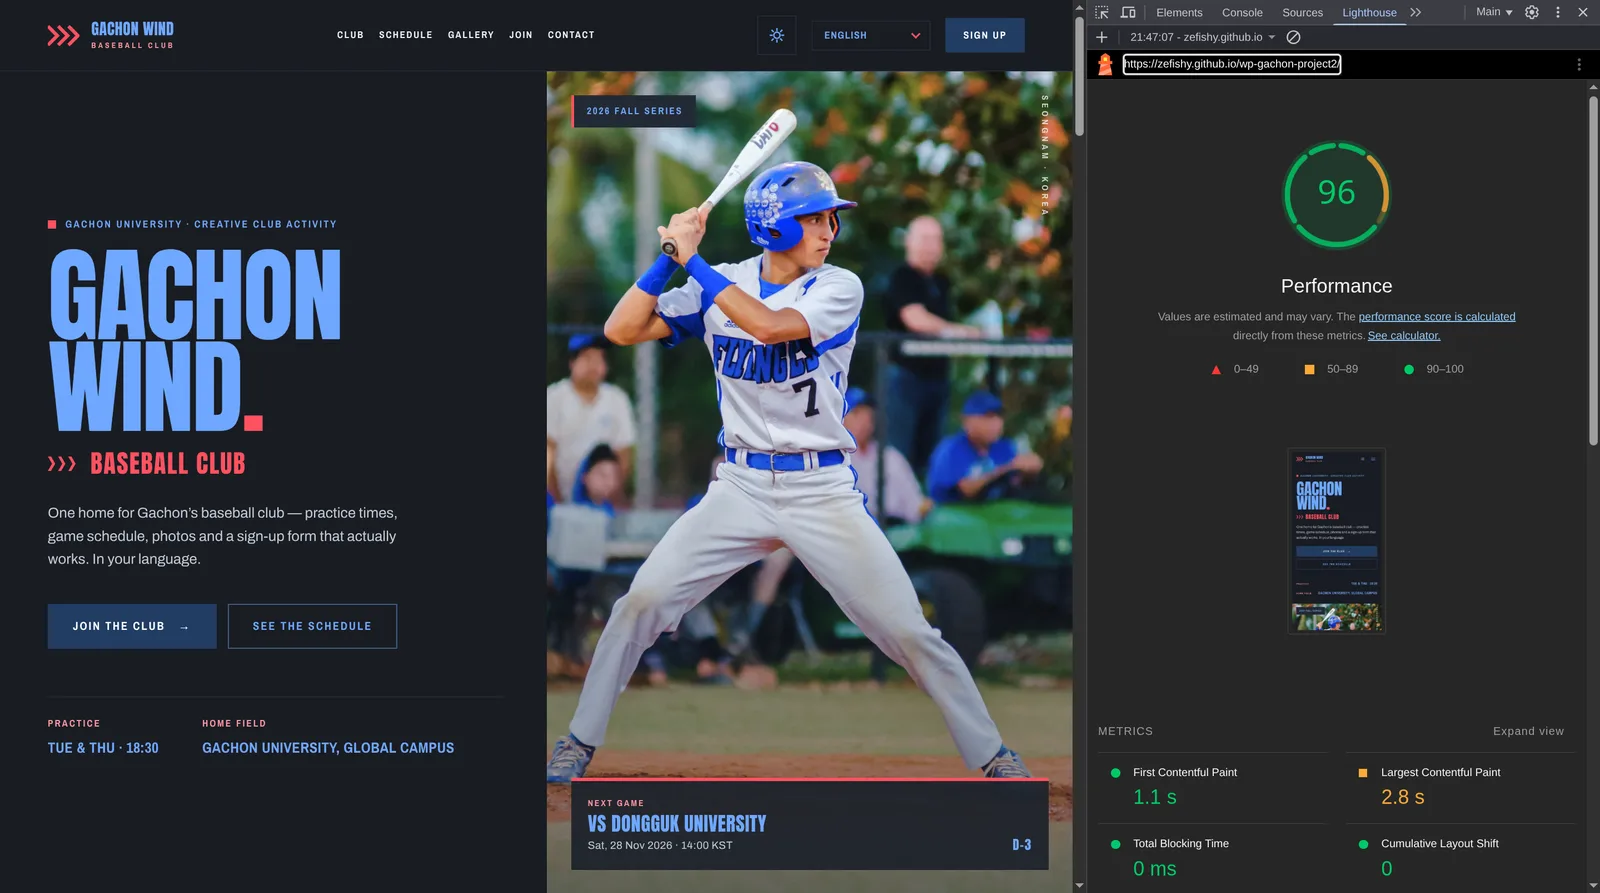 GACHON WIND
BASEBALL CLUB
CLUB SCHEDULE GALLERY JOIN CONTACT
ENGLISH
SIGN UP
2026 FALL SERIES
SEONGNAM · KOREA
GACHON UNIVERSITY · CREATIVE CLUB ACTIVITY
GACHON
WIND.
BASEBALL CLUB
One home for Gachon's baseball club — practice times,
game schedule, photos and a sign-up form that actually
works. In your language.
JOIN THE CLUB →
SEE THE SCHEDULE
PRACTICE
TUE & THU · 18:30
HOME FIELD
GACHON UNIVERSITY, GLOBAL CAMPUS
7
NEXT GAME
VS DONGGUK UNIVERSITY
Sat, 28 Nov 2026 · 14:00 KST
D-3
Elements Console Sources Lighthouse Main
21:47:07 - zefishy.github.io
https://zefishy.github.io/wp-gachon-project2/
96
Performance
Values are estimated and may vary. The performance score is calculated
directly from these metrics. See calculator.
0–49 50–89 90–100
GACHON
WIND.
BASEBALL CLUB
METRICS
Expand view
First Contentful Paint
1.1 s
Largest Contentful Paint
2.8 s
Total Blocking Time
0 ms
Cumulative Layout Shift
0